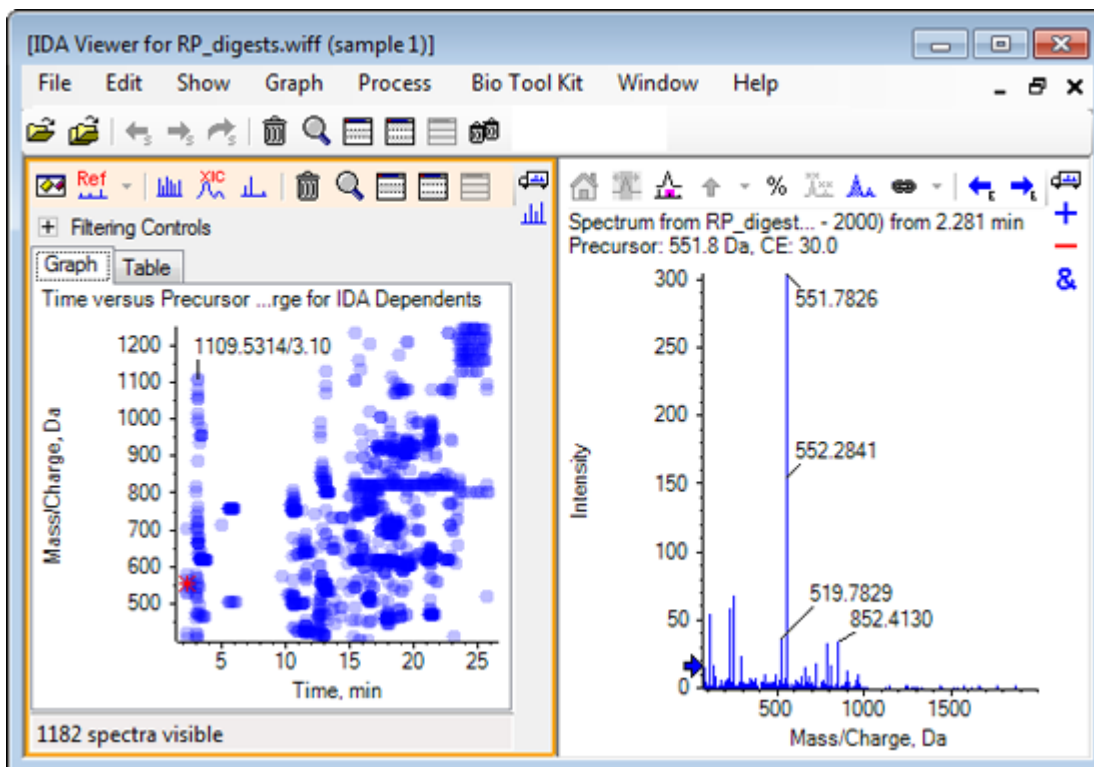 [IDA Viewer for RP_digests.wiff (sample 1)]
File Edit Show Graph Process Bio Tool Kit Window Help
S S S
Ref XIC
% E E
Filtering Controls
Graph Table
Time versus Precursor ...rge for IDA Dependents
1109.5314/3.10
1200
1100
1000
900
800
700
600
500
Mass/Charge, Da
5 10 15 20 25
Time, min
1182 spectra visible
Spectrum from RP_digest... - 2000) from 2.281 min
Precursor: 551.8 Da, CE: 30.0
&
300
250
200
150
100
50
0
Intensity
551.7826
552.2841
519.7829
852.4130
500 1000 1500
Mass/Charge, Da